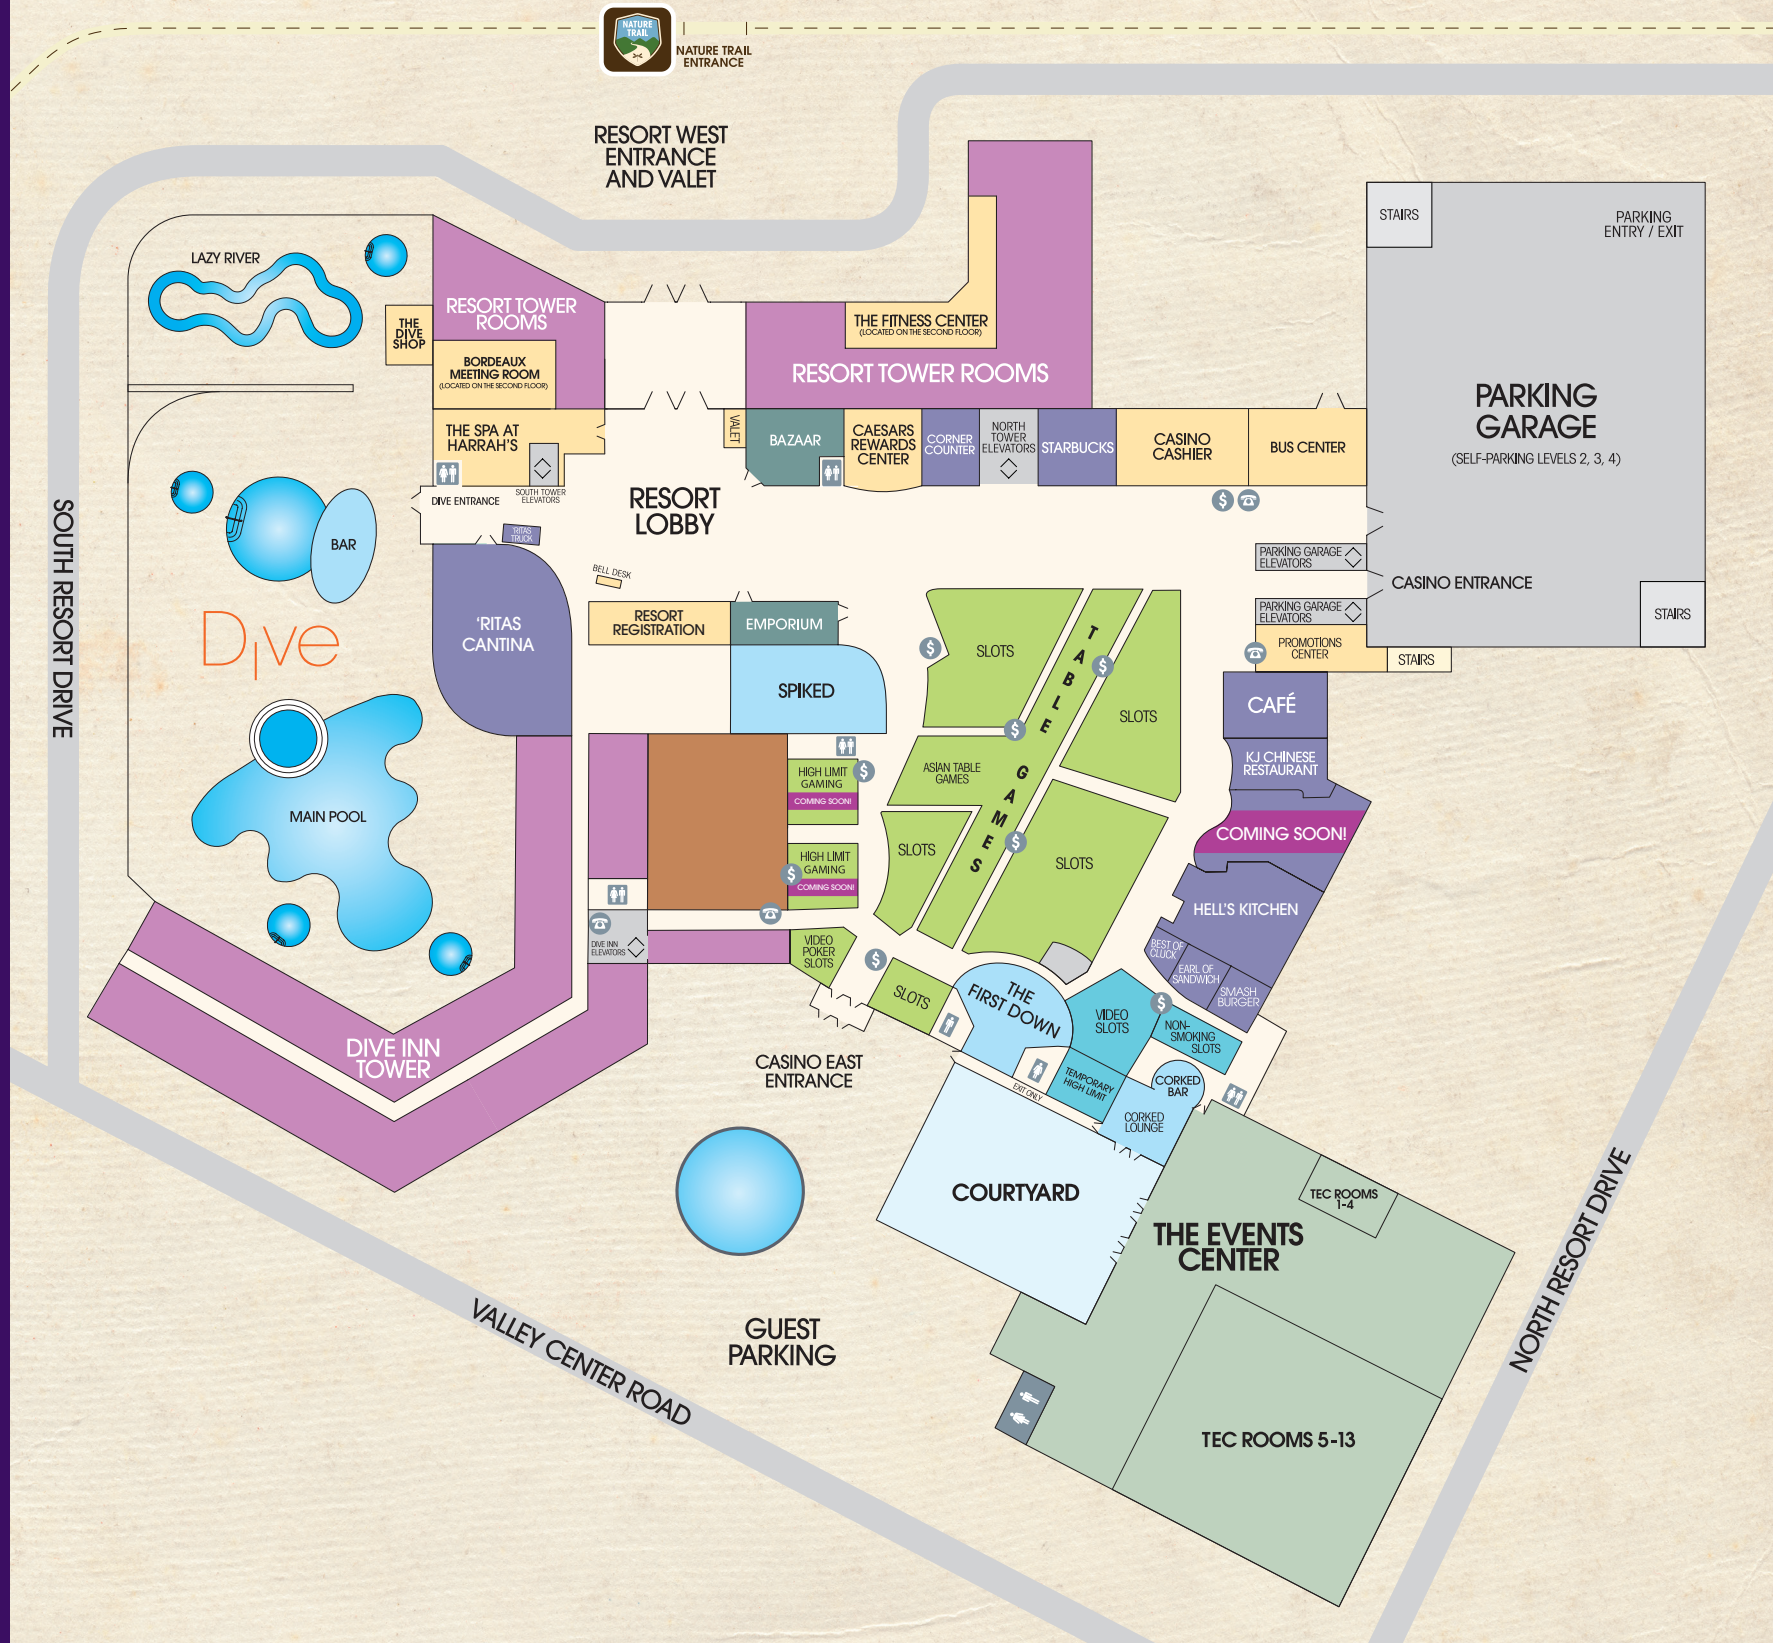 NATURE
TRAIL
NATURE TRAIL
ENTRANCE
RESORT WEST
ENTRANCE
AND VALET
STAIRS
PARKING
ENTRY / EXIT
LAZY RIVER
THE
DIVE
SHOP
RESORT TOWER
ROOMS
BORDEAUX
MEETING ROOM
(LOCATED ON THE SECOND FLOOR)
THE FITNESS CENTER
(LOCATED ON THE SECOND FLOOR)
RESORT TOWER ROOMS
PARKING
GARAGE
(SELF-PARKING LEVELS 2, 3, 4)
THE SPA AT
HARRAH'S
VALET
BAZAAR
CAESARS
REWARDS
CENTER
CORNER
COUNTER
NORTH
TOWER
ELEVATORS
STARBUCKS
CASINO
CASHIER
BUS CENTER
DIVE ENTRANCE
SOUTH TOWER
ELEVATORS
RESORT
LOBBY
$
SOUTH RESORT DRIVE
BAR
'RITAS
TRUCK
PARKING GARAGE
ELEVATORS
CASINO ENTRANCE
BELL DESK
PARKING GARAGE
ELEVATORS
STAIRS
Dive
'RITAS
CANTINA
RESORT
REGISTRATION
EMPORIUM
SPIKED
$
SLOTS
TABLE GAMES
$
SLOTS
PROMOTIONS
CENTER
STAIRS
CAFÉ
$
KJ CHINESE
RESTAURANT
HIGH LIMIT
GAMING
COMING SOON!
$
ASIAN TABLE
GAMES
MAIN POOL
COMING SOON!
HIGH LIMIT
GAMING
COMING SOON!
$
SLOTS
$
SLOTS
HELL'S KITCHEN
DIVE INN
ELEVATORS
VIDEO
POKER
SLOTS
$
BEST OF
CLUCK
EARL OF
SANDWICH
SMASH
BURGER
SLOTS
THE
FIRST DOWN
VIDEO
SLOTS
$
NON-
SMOKING
SLOTS
DIVE INN
TOWER
CASINO EAST
ENTRANCE
EXIT ONLY
TEMPORARY
HIGH LIMIT
CORKED
BAR
CORKED
LOUNGE
COURTYARD
TEC ROOMS
1-4
THE EVENTS
CENTER
NORTH RESORT DRIVE
GUEST
PARKING
VALLEY CENTER ROAD
TEC ROOMS 5-13